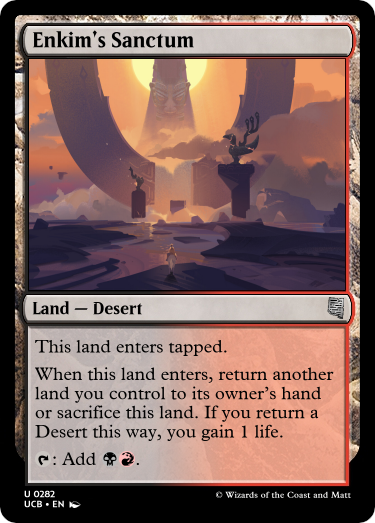 Enkim's Sanctum
Land — Desert
This land enters tapped.
When this land enters, return another
land you control to its owner's hand
or sacrifice this land. If you return a
Desert this way, you gain 1 life.
: Add .
U 0282
UCB • EN
© Wizards of the Coast and Matt